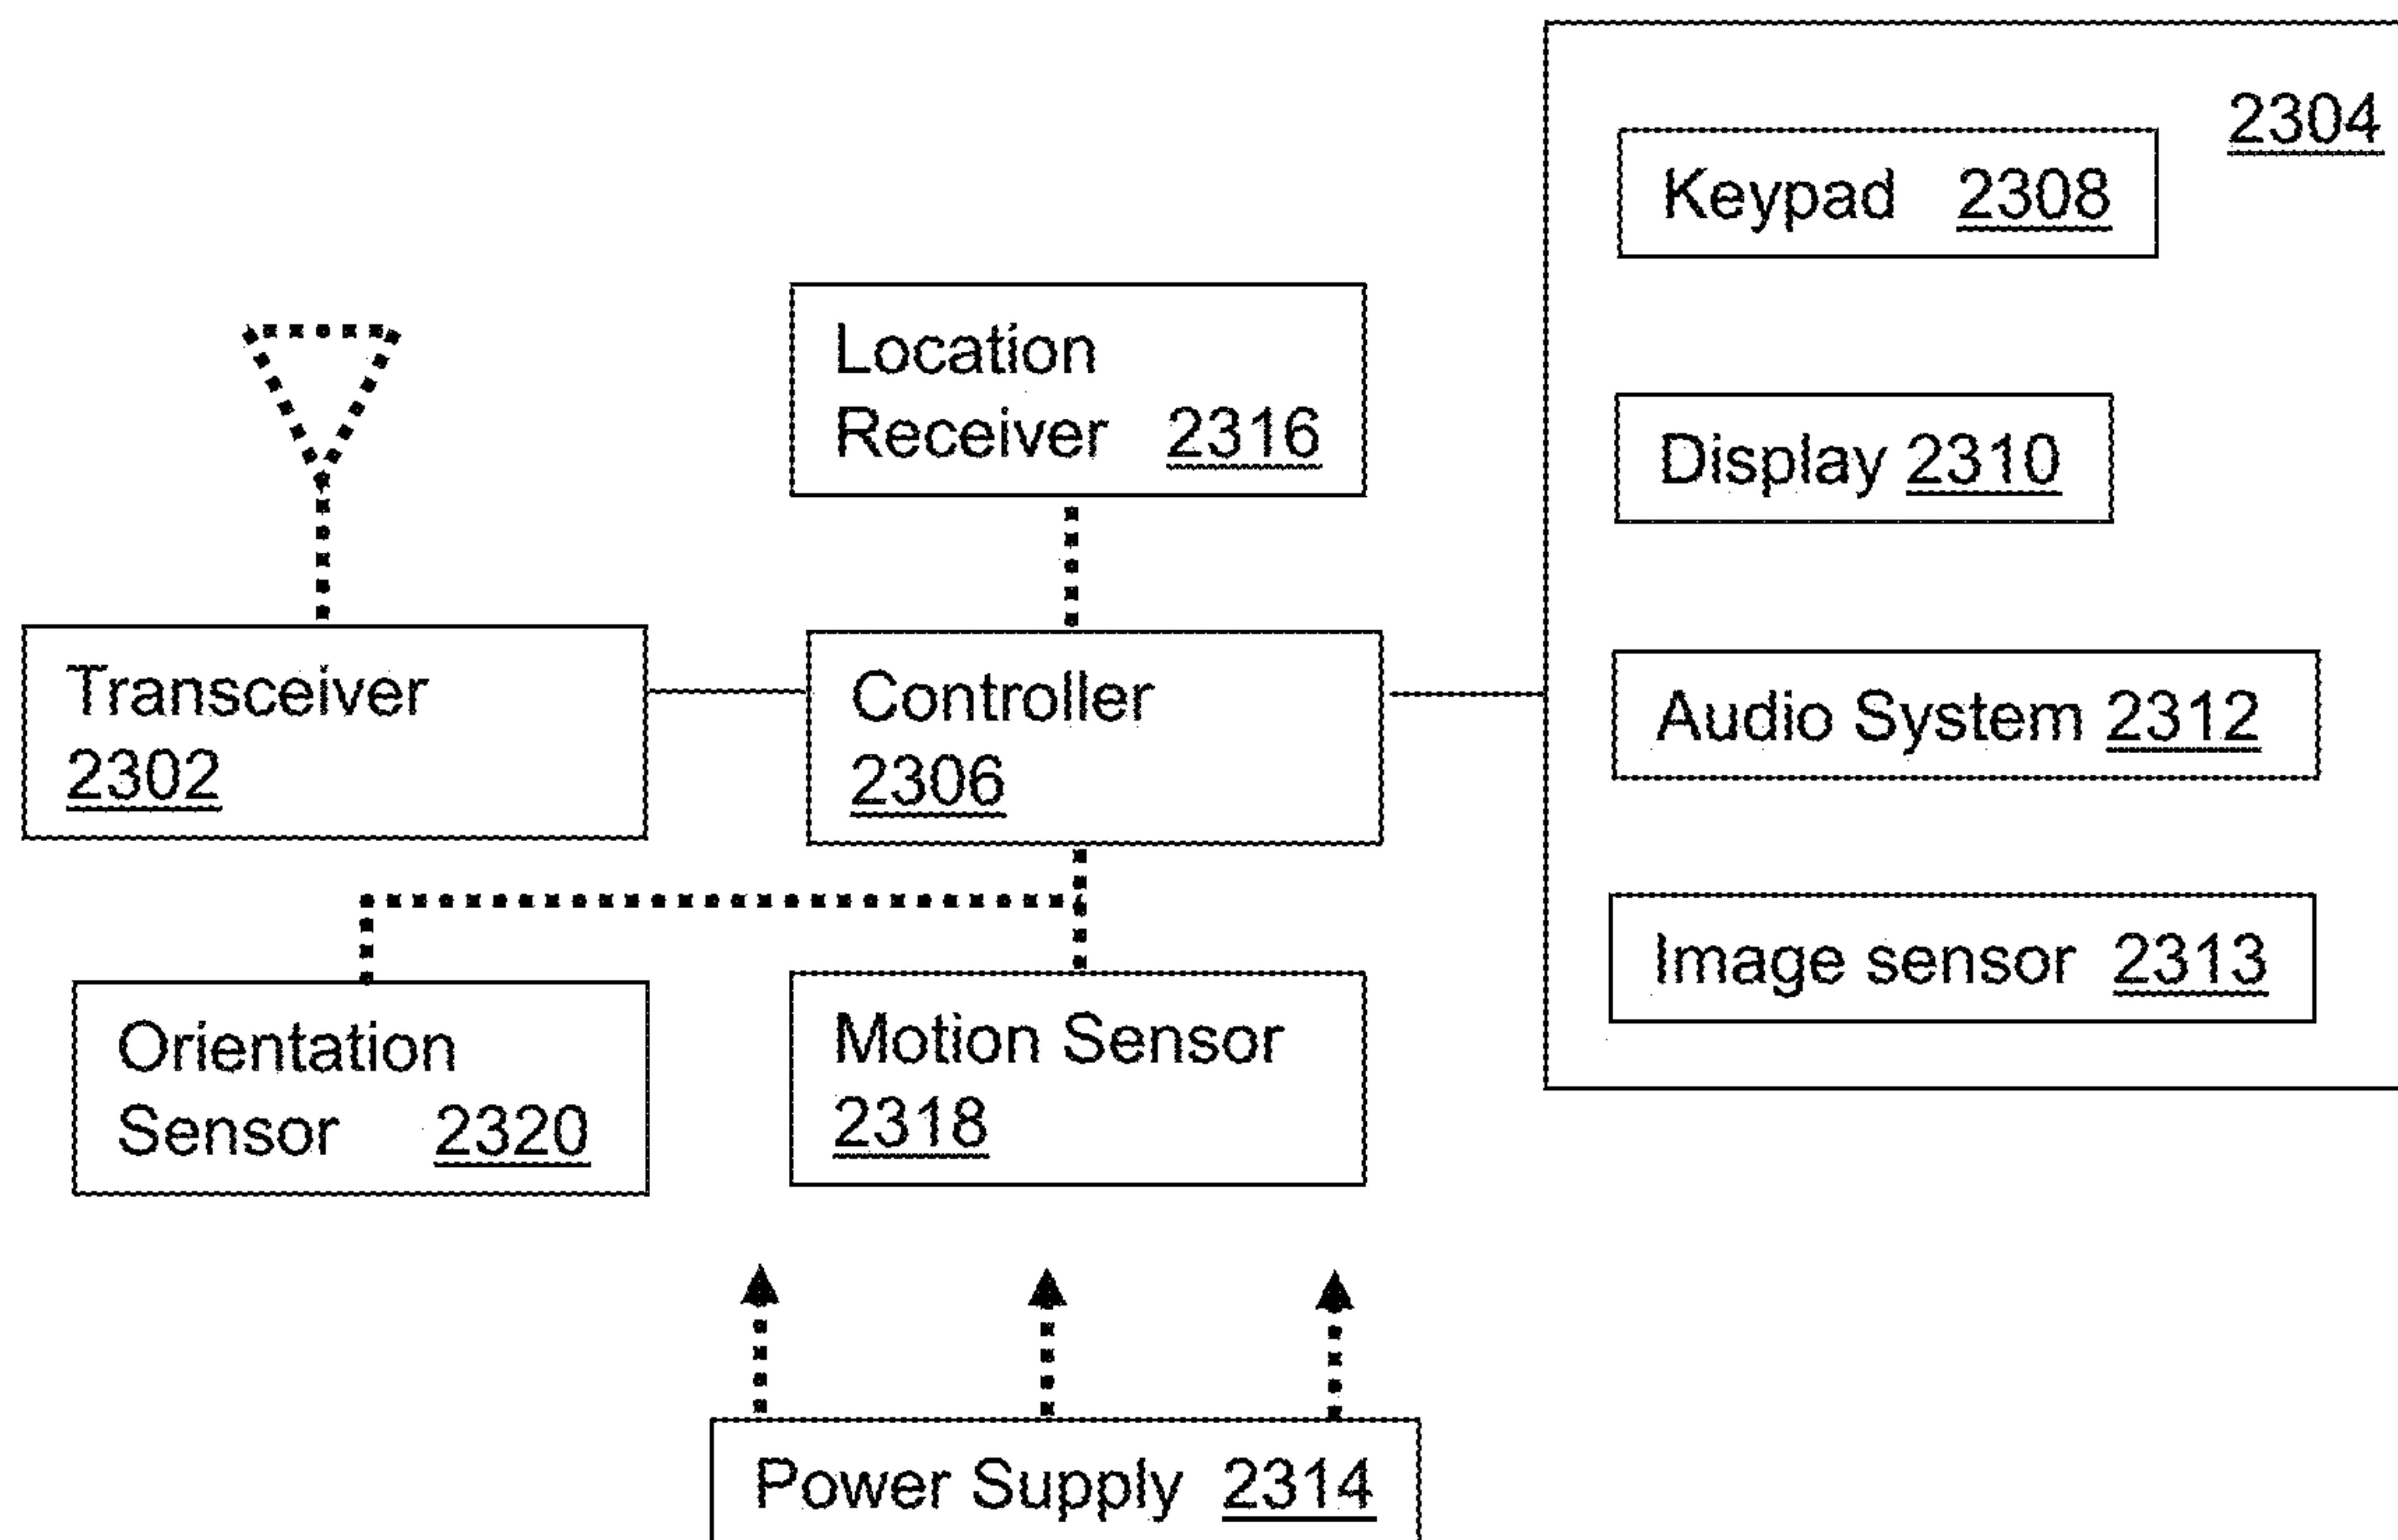 2304
Keypad 2308
Location
Receiver 2316
Display 2310
Transceiver
2302
Controller
2306
Audio System 2312
Image sensor 2313
Orientation
Sensor 2320
Motion Sensor
2318
Power Supply 2314